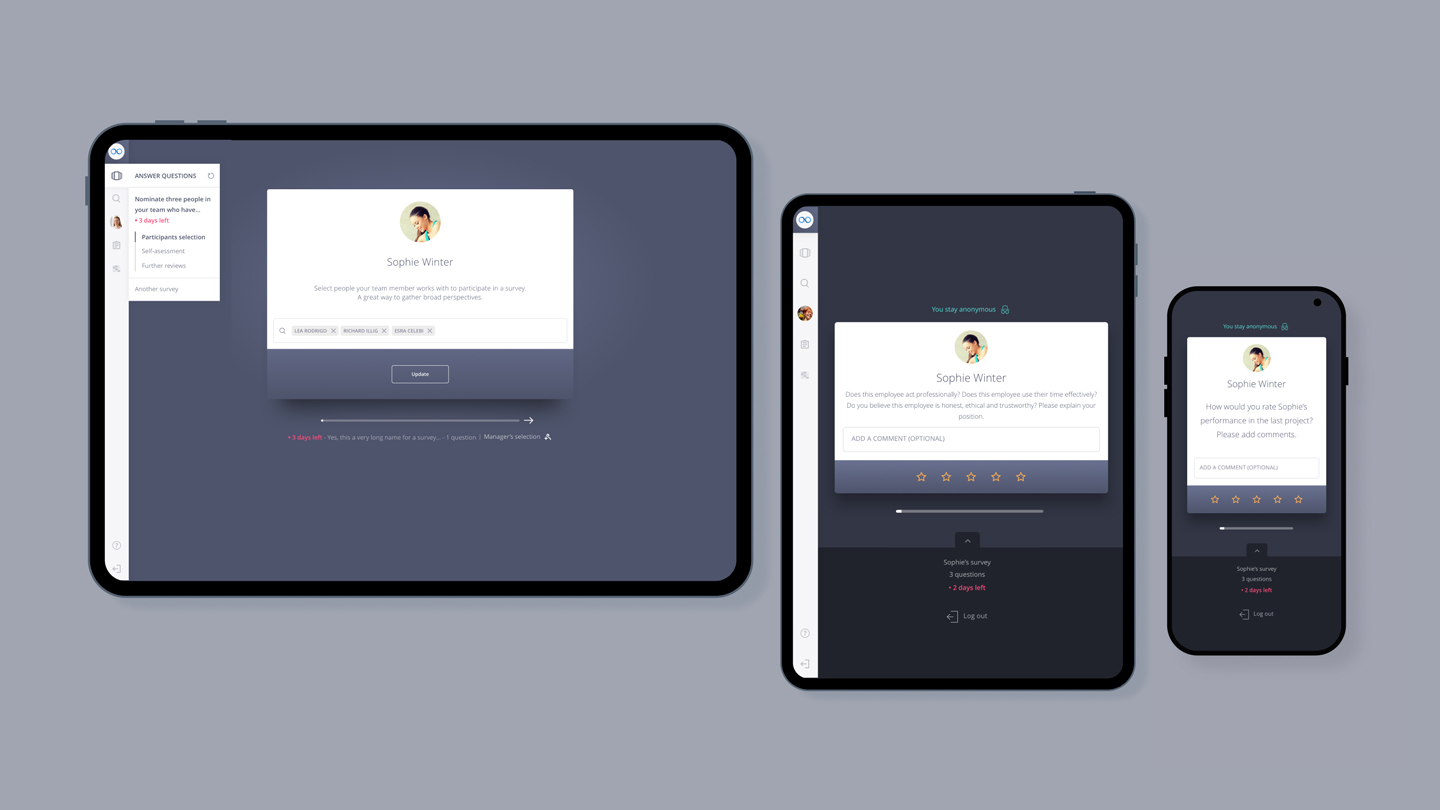 ANSWER QUESTIONS
Nominate three people in
your team who have...
• 3 days left
Participants selection
Self-asessment
Further reviews
Another survey
Sophie Winter
Select people your team member works with to participate in a survey.
A great way to gather broad perspectives.
LEA RODRIGO
RICHARD ILLIG
ESRA CELEBI
Update
• 3 days left - Yes, this a very long name for a survey... - 1 question | Manager's selection
You stay anonymous
Sophie Winter
Does this employee act professionally? Does this employee use their time effectively?
Do you believe this employee is honest, ethical and trustworthy? Please explain your
position.
ADD A COMMENT (OPTIONAL)
Sophie's survey
3 questions
• 2 days left
Log out
You stay anonymous
Sophie Winter
How would you rate Sophie's
performance in the last project?
Please add comments.
ADD A COMMENT (OPTIONAL)
Sophie's survey
3 questions
• 2 days left
Log out